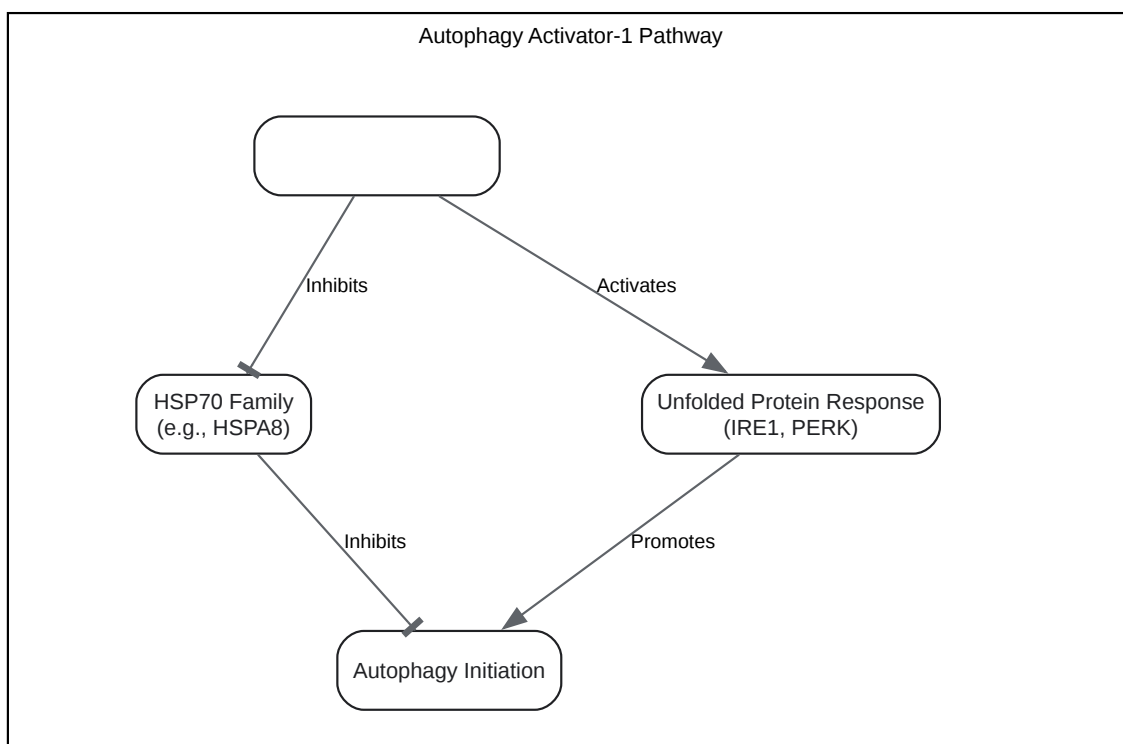 Autophagy Activator-1 Pathway
Inhibits
Activates
HSP70 Family
(e.g., HSPA8)
Unfolded Protein Response
(IRE1, PERK)
Inhibits
Promotes
Autophagy Initiation